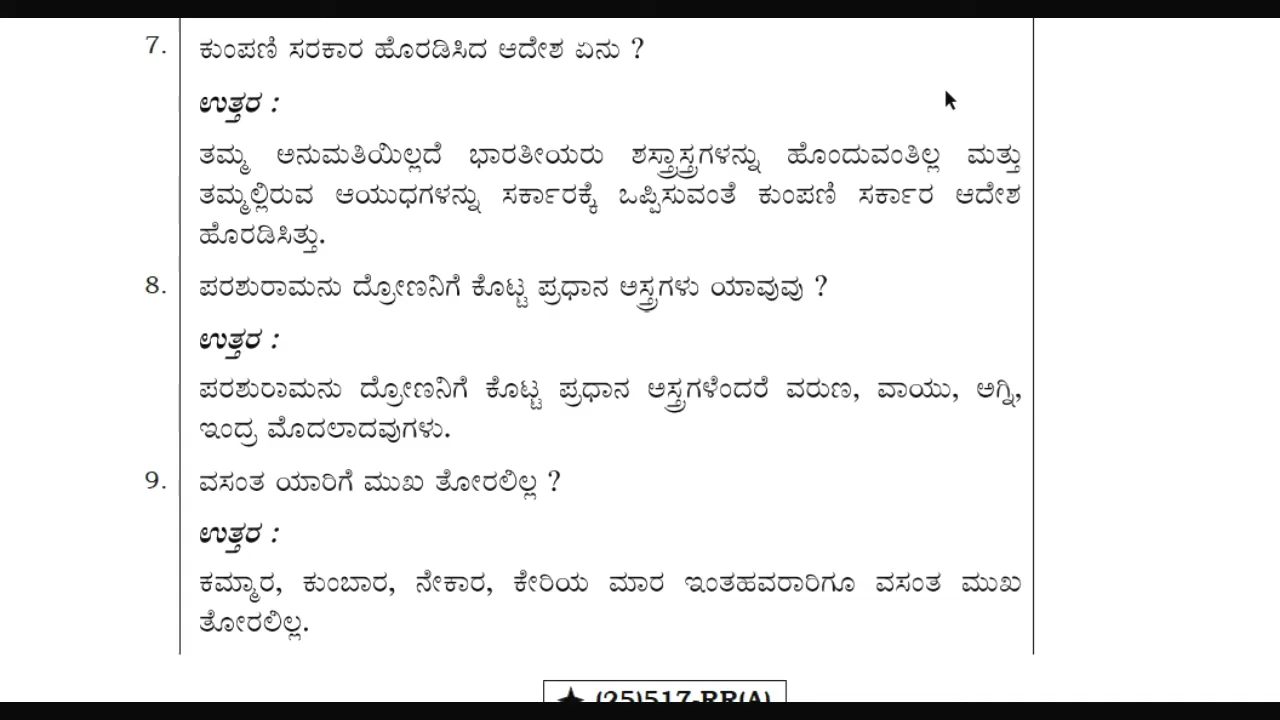 7. ಕುಂಪಣಿ ಸರಕಾರ ಹೊರಡಿಸಿದ ಆದೇಶ ಏನು ?
ಉತ್ತರ :
ತಮ್ಮ ಅನುಮತಿಯಿಲ್ಲದೆ ಭಾರತೀಯರು ಶಸ್ತ್ರಾಸ್ತ್ರಗಳನ್ನು ಹೊಂದುವಂತಿಲ್ಲ ಮತ್ತು
ತಮ್ಮಲ್ಲಿರುವ ಆಯುಧಗಳನ್ನು ಸರ್ಕಾರಕ್ಕೆ ಒಪ್ಪಿಸುವಂತೆ ಕುಂಪಣಿ ಸರ್ಕಾರ ಆದೇಶ
ಹೊರಡಿಸಿತ್ತು.
8. ಪರಶುರಾಮನು ದ್ರೋಣನಿಗೆ ಕೊಟ್ಟ ಪ್ರಧಾನ ಅಸ್ತ್ರಗಳು ಯಾವುವು ?
ಉತ್ತರ :
ಪರಶುರಾಮನು ದ್ರೋಣನಿಗೆ ಕೊಟ್ಟ ಪ್ರಧಾನ ಅಸ್ತ್ರಗಳೆಂದರೆ ವರುಣ, ವಾಯು, ಅಗ್ನಿ,
ಇಂದ್ರ ಮೊದಲಾದವುಗಳು.
9. ವಸಂತ ಯಾರಿಗೆ ಮುಖ ತೋರಲಿಲ್ಲ ?
ಉತ್ತರ :
ಕಮ್ಮಾರ, ಕುಂಬಾರ, ನೇಕಾರ, ಕೇರಿಯ ಮಾರ ಇಂತಹವರಾರಿಗೂ ವಸಂತ ಮುಖ
ತೋರಲಿಲ್ಲ.
★ (25)517-RR(A)